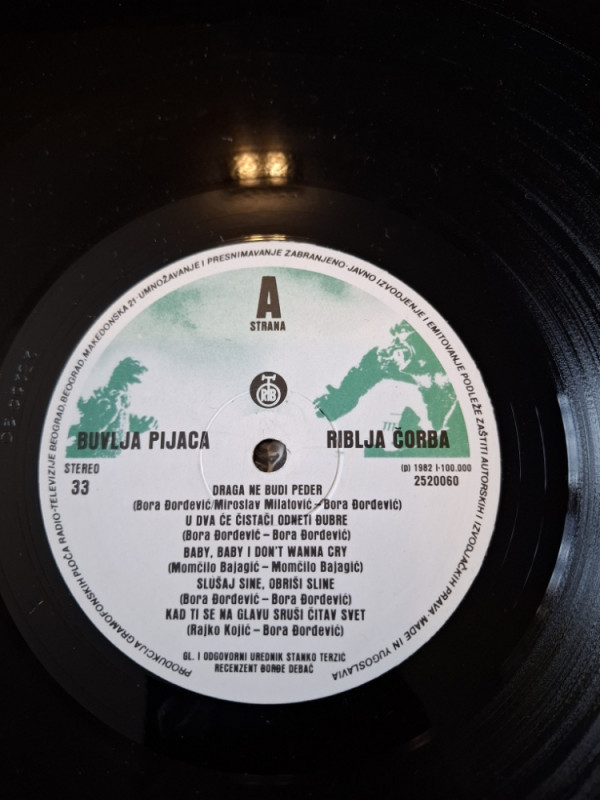 PRODUKCIJA GRAMOFONSKIH PLOČA RADIO-TELEVIZIJE BEOGRAD, BEOGRAD, MAKEDONSKA 21 · UMNOŽAVANJE I PRESNIMAVANJE ZABRANJENO · JAVNO IZVODJENJE I EMITOVANJE PODLEŽE ZAŠTITI AUTORSKIH I IZVODJAČKIH PRAVA MADE IN YUGOSLAVIA
A
STRANA
RTB
BUVLJA PIJACA RIBLJA ČORBA
STEREO (p) 1982 I-100.000
33 2520060
DRAGA NE BUDI PEDER
(Bora Đorđević/Miroslav Milatović – Bora Đorđević)
U DVA ĆE ČISTAČI ODNETI ĐUBRE
(Bora Đorđević – Bora Đorđević)
BABY, BABY I DON'T WANNA CRY
(Momčilo Bajagić – Momčilo Bajagić)
SLUŠAJ SINE, OBRIŠI SLINE
(Bora Đorđević – Bora Đorđević)
KAD TI SE NA GLAVU SRUŠI ČITAV SVET
(Rajko Kojić – Bora Đorđević)
GL. I ODGOVORNI UREDNIK STANKO TERZIĆ
RECENZENT ĐORĐE DEBAČ